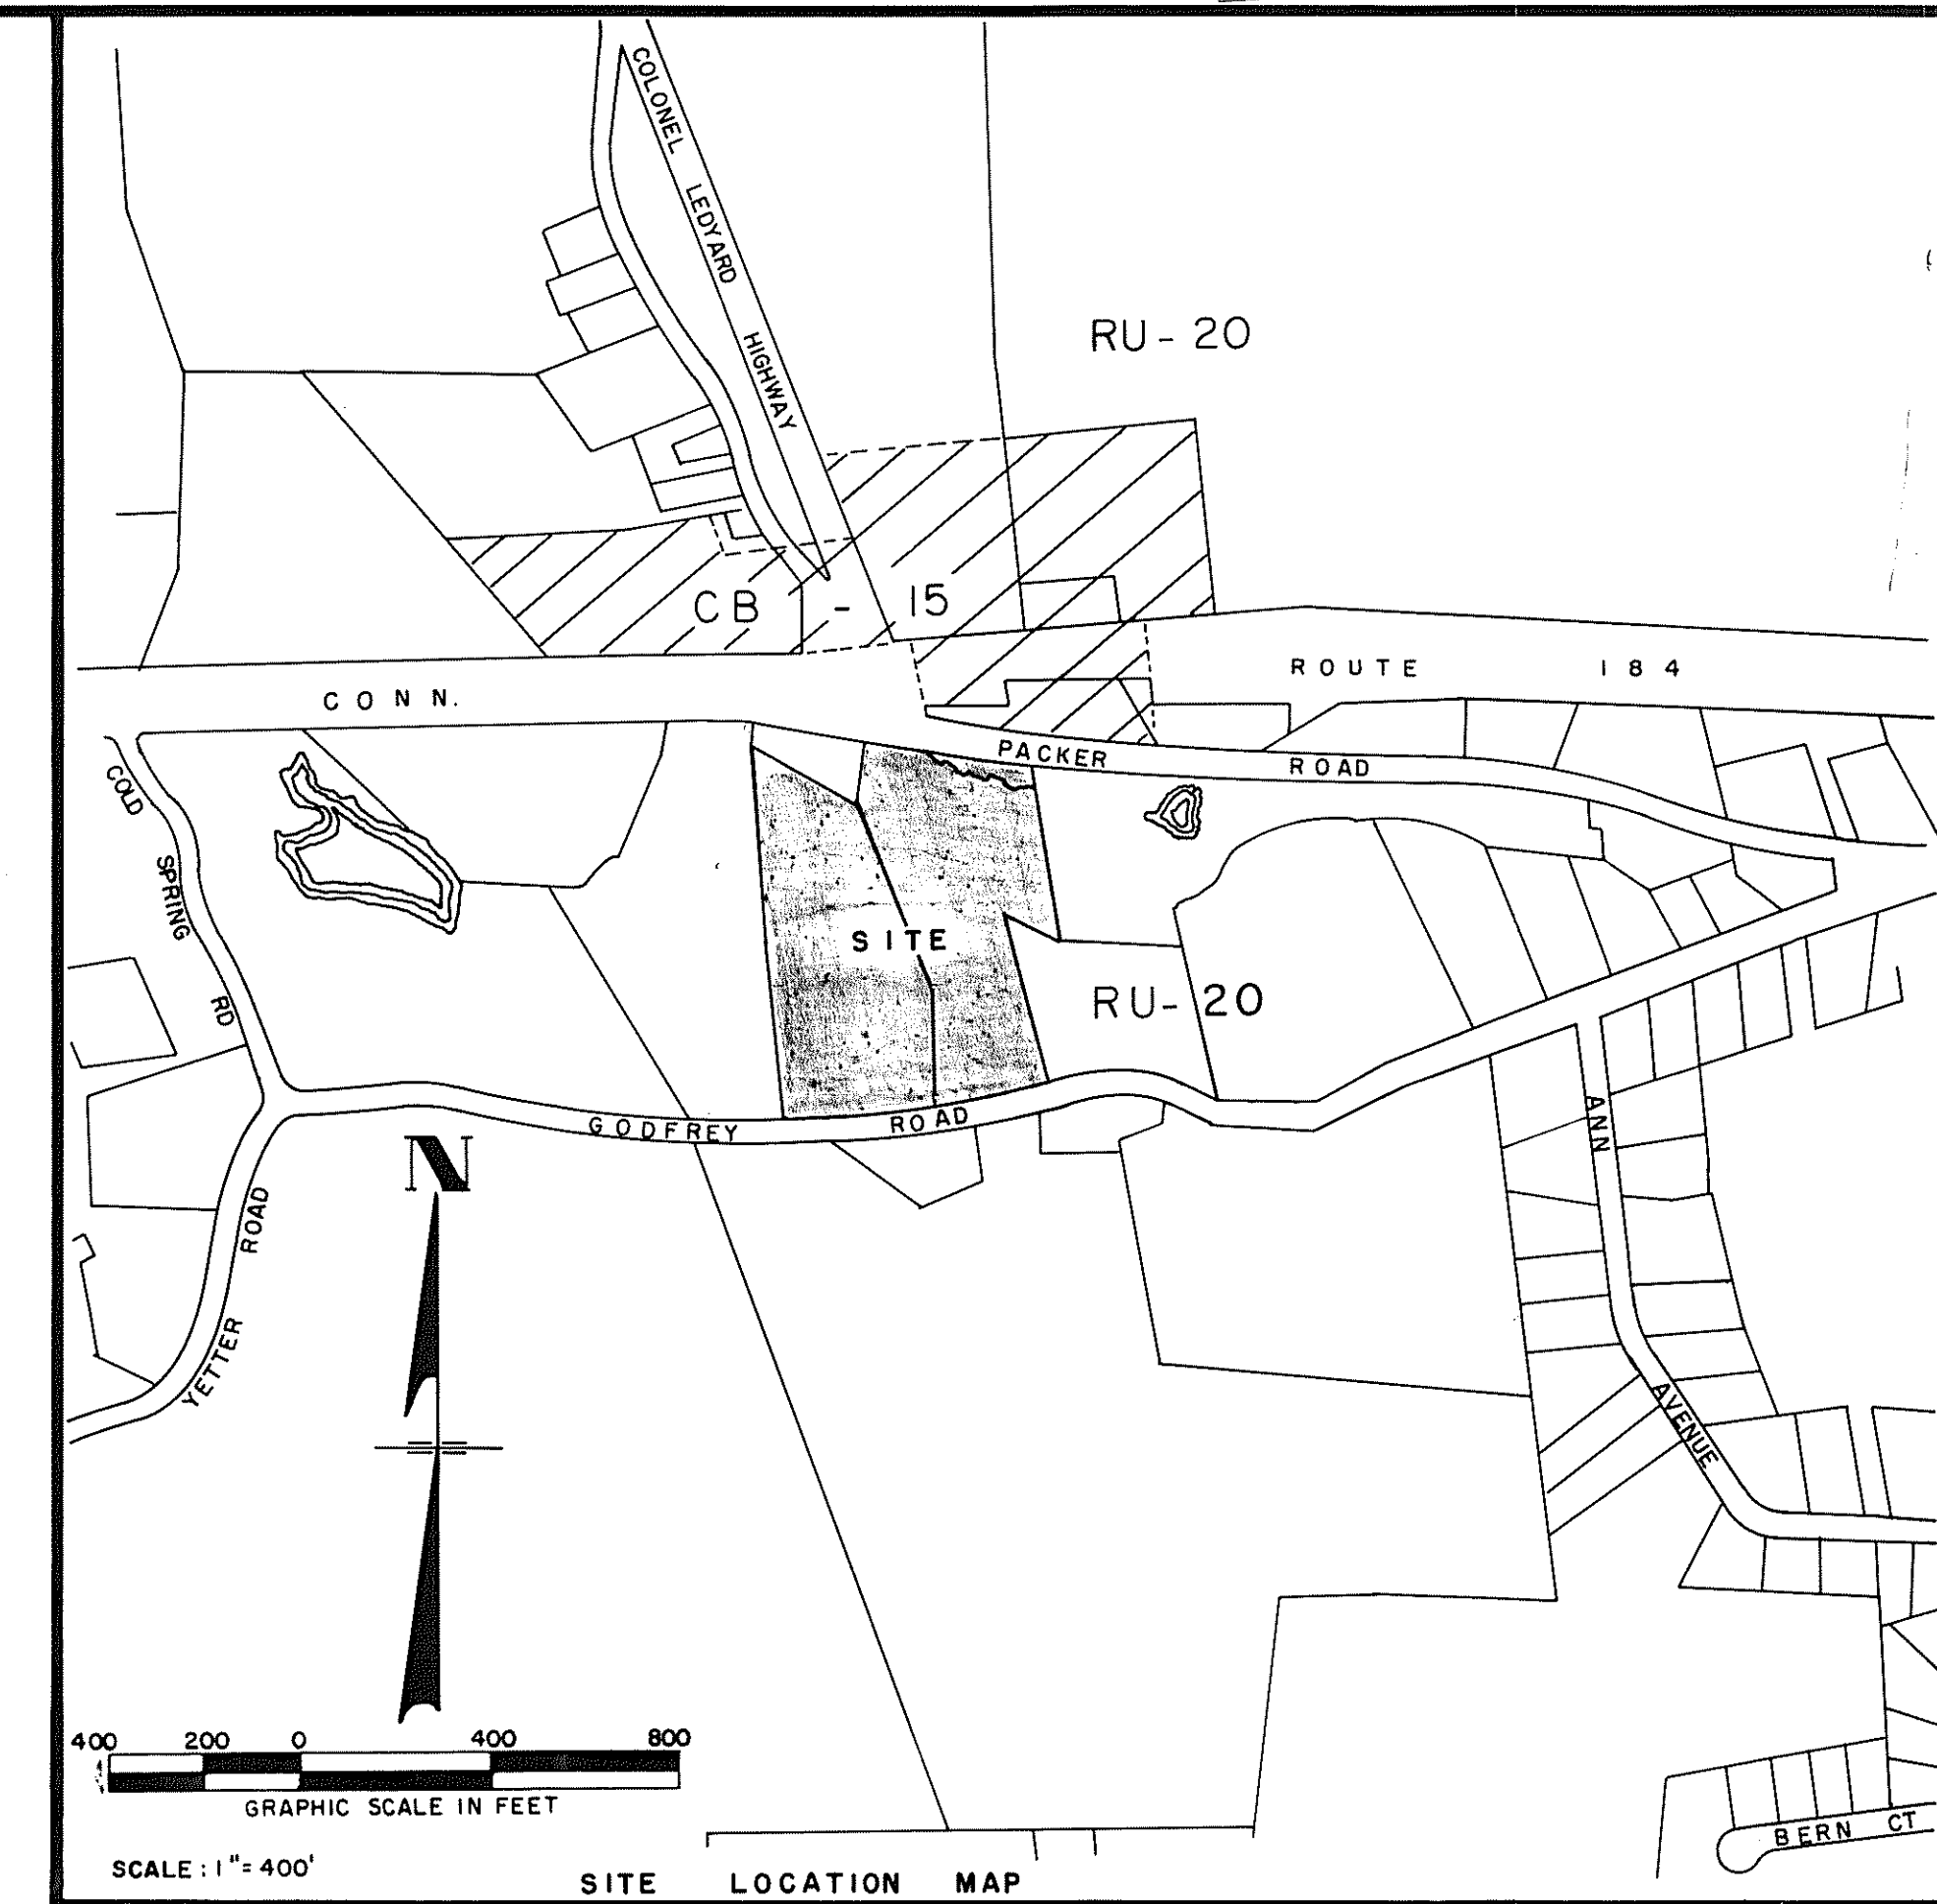 COLONEL LEDYARD HIGHWAY
RU - 20
CB - 15
CONN. ROUTE 184
PACKER ROAD
COLD SPRING RD
SITE
RU - 20
GODFREY ROAD
ANN AVENUE
N
YETTER ROAD
400 200 0 400 800
GRAPHIC SCALE IN FEET
BERN CT
SCALE : 1" = 400'
SITE LOCATION MAP